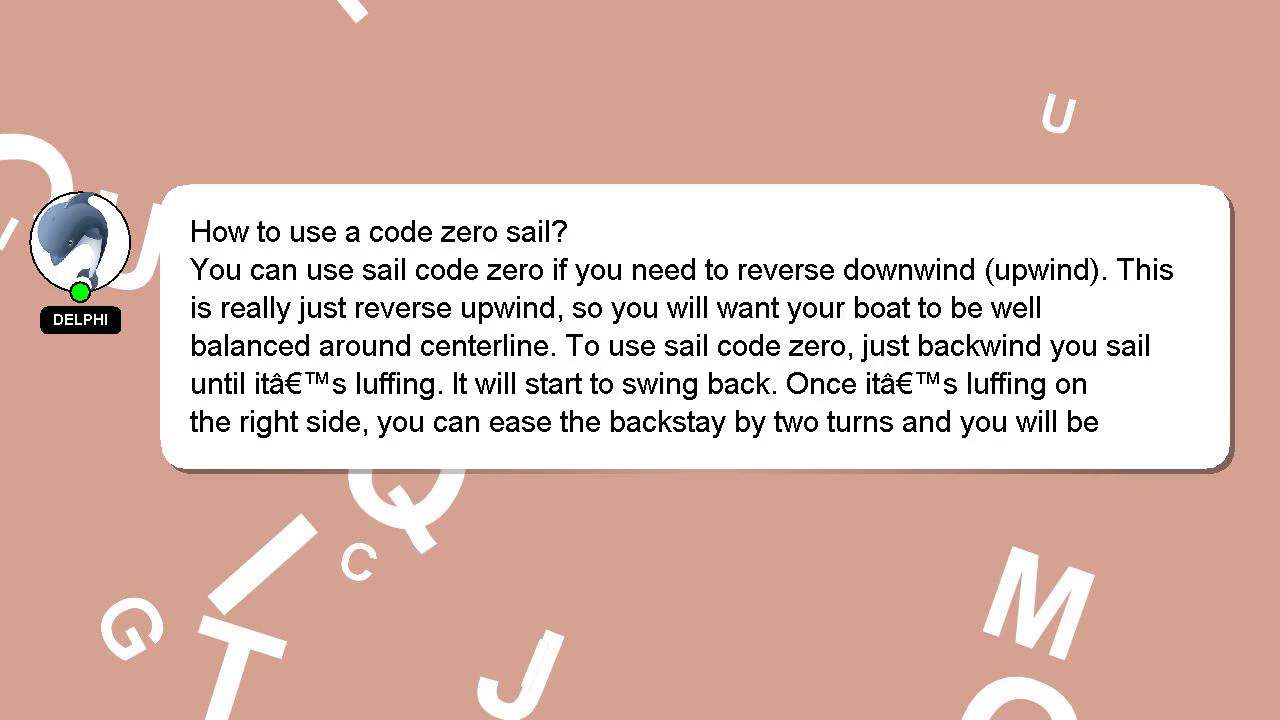 U
How to use a code zero sail?
You can use sail code zero if you need to reverse downwind (upwind). This
is really just reverse upwind, so you will want your boat to be well
balanced around centerline. To use sail code zero, just backwind you sail
until itâ€™s luffing. It will start to swing back. Once itâ€™s luffing on
the right side, you can ease the backstay by two turns and you will be
DELPHI
Q
I
C
G
T
J
M